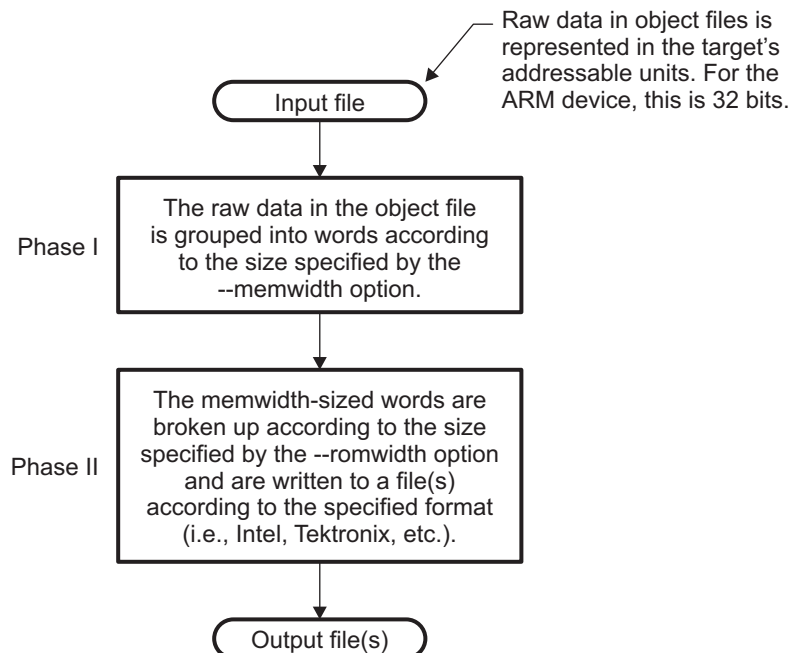 Raw data in object files is
represented in the target's
addressable units. For the
ARM device, this is 32 bits.
Input file
Phase I
The raw data in the object file
is grouped into words according
to the size specified by the
--memwidth option.
Phase II
The memwidth-sized words are
broken up according to the size
specified by the --romwidth option
and are written to a file(s)
according to the specified format
(i.e., Intel, Tektronix, etc.).
Output file(s)